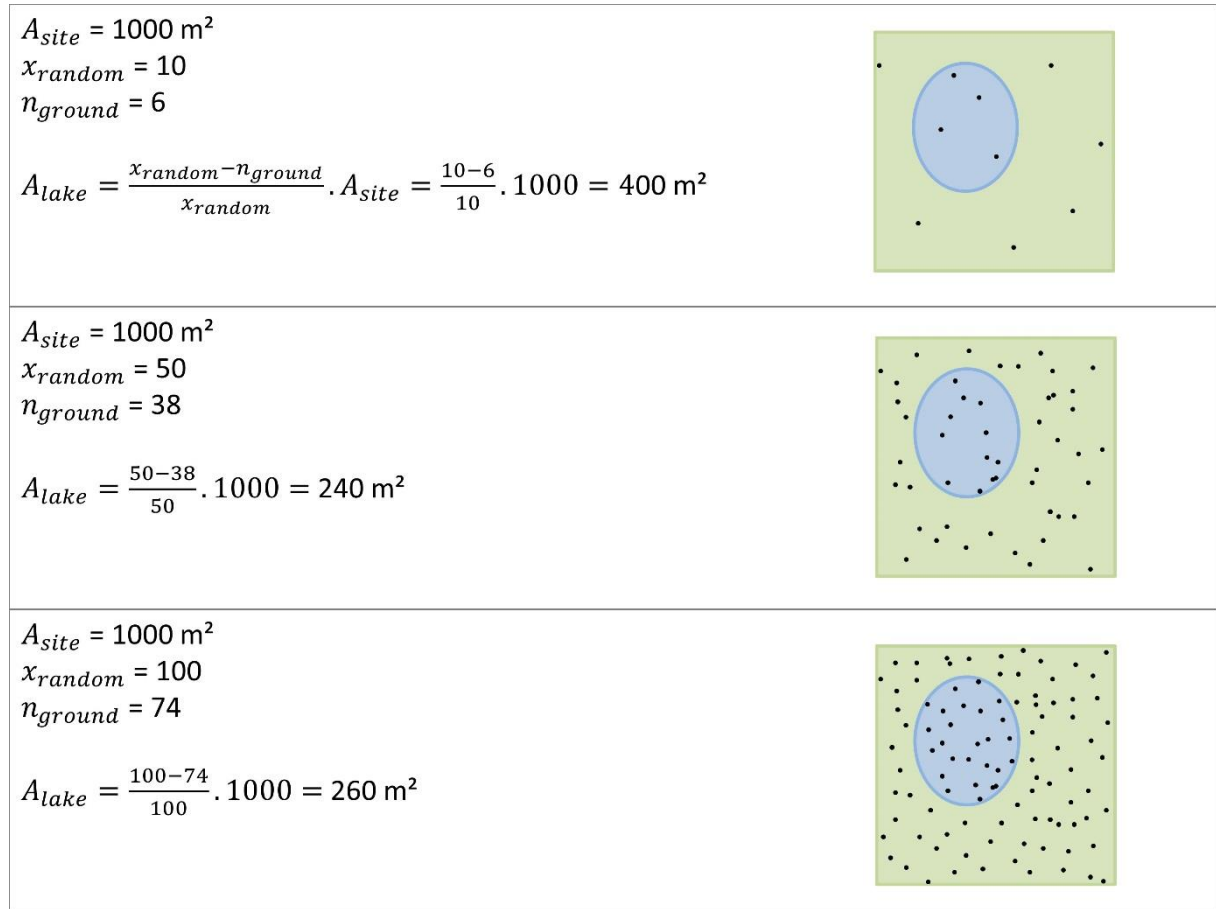 A_site = 1000 m²
x_random = 10
n_ground = 6
A_lake = (x_random−n_ground)/x_random . A_site = (10−6)/10 . 1000 = 400 m²
A_site = 1000 m²
x_random = 50
n_ground = 38
A_lake = (50−38)/50 . 1000 = 240 m²
A_site = 1000 m²
x_random = 100
n_ground = 74
A_lake = (100−74)/100 . 1000 = 260 m²